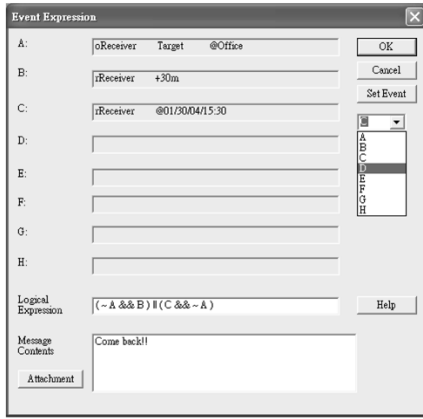 Event Expression
A: oReceiver Target @Office
OK
B: rReceiver +30m
Cancel
Set Event
C: rReceiver @01/30/04/15:30
D:
E:
F:
G:
H:
A
B
C
D
E
F
G
H
Logical Expression
( ~ A && B ) || ( C && ~ A )
Help
Message Contents
Come back!!
Attachment